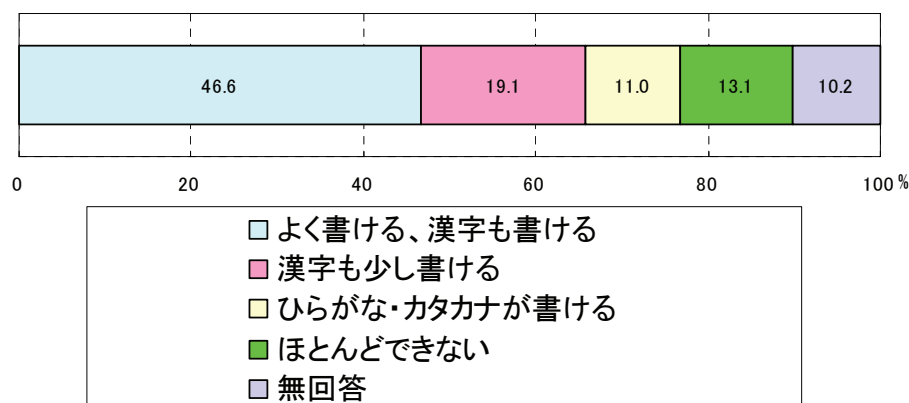 46.6 19.1 11.0 13.1 10.2
0 20 40 60 80 100 %
よく書ける、漢字も書ける
漢字も少し書ける
ひらがな・カタカナが書ける
ほとんどできない
無回答